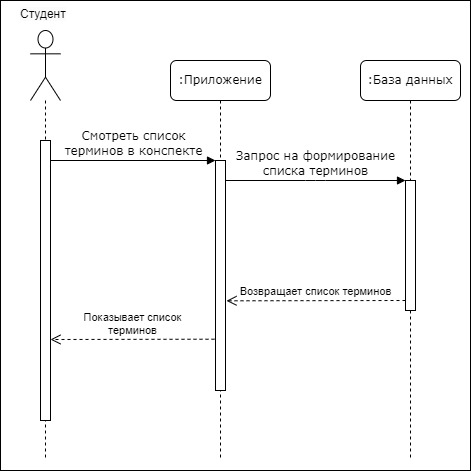 Студент
:Приложение
:База данных
Смотреть список
терминов в конспекте
Запрос на формирование
списка терминов
Возвращает список терминов
Показывает список
терминов